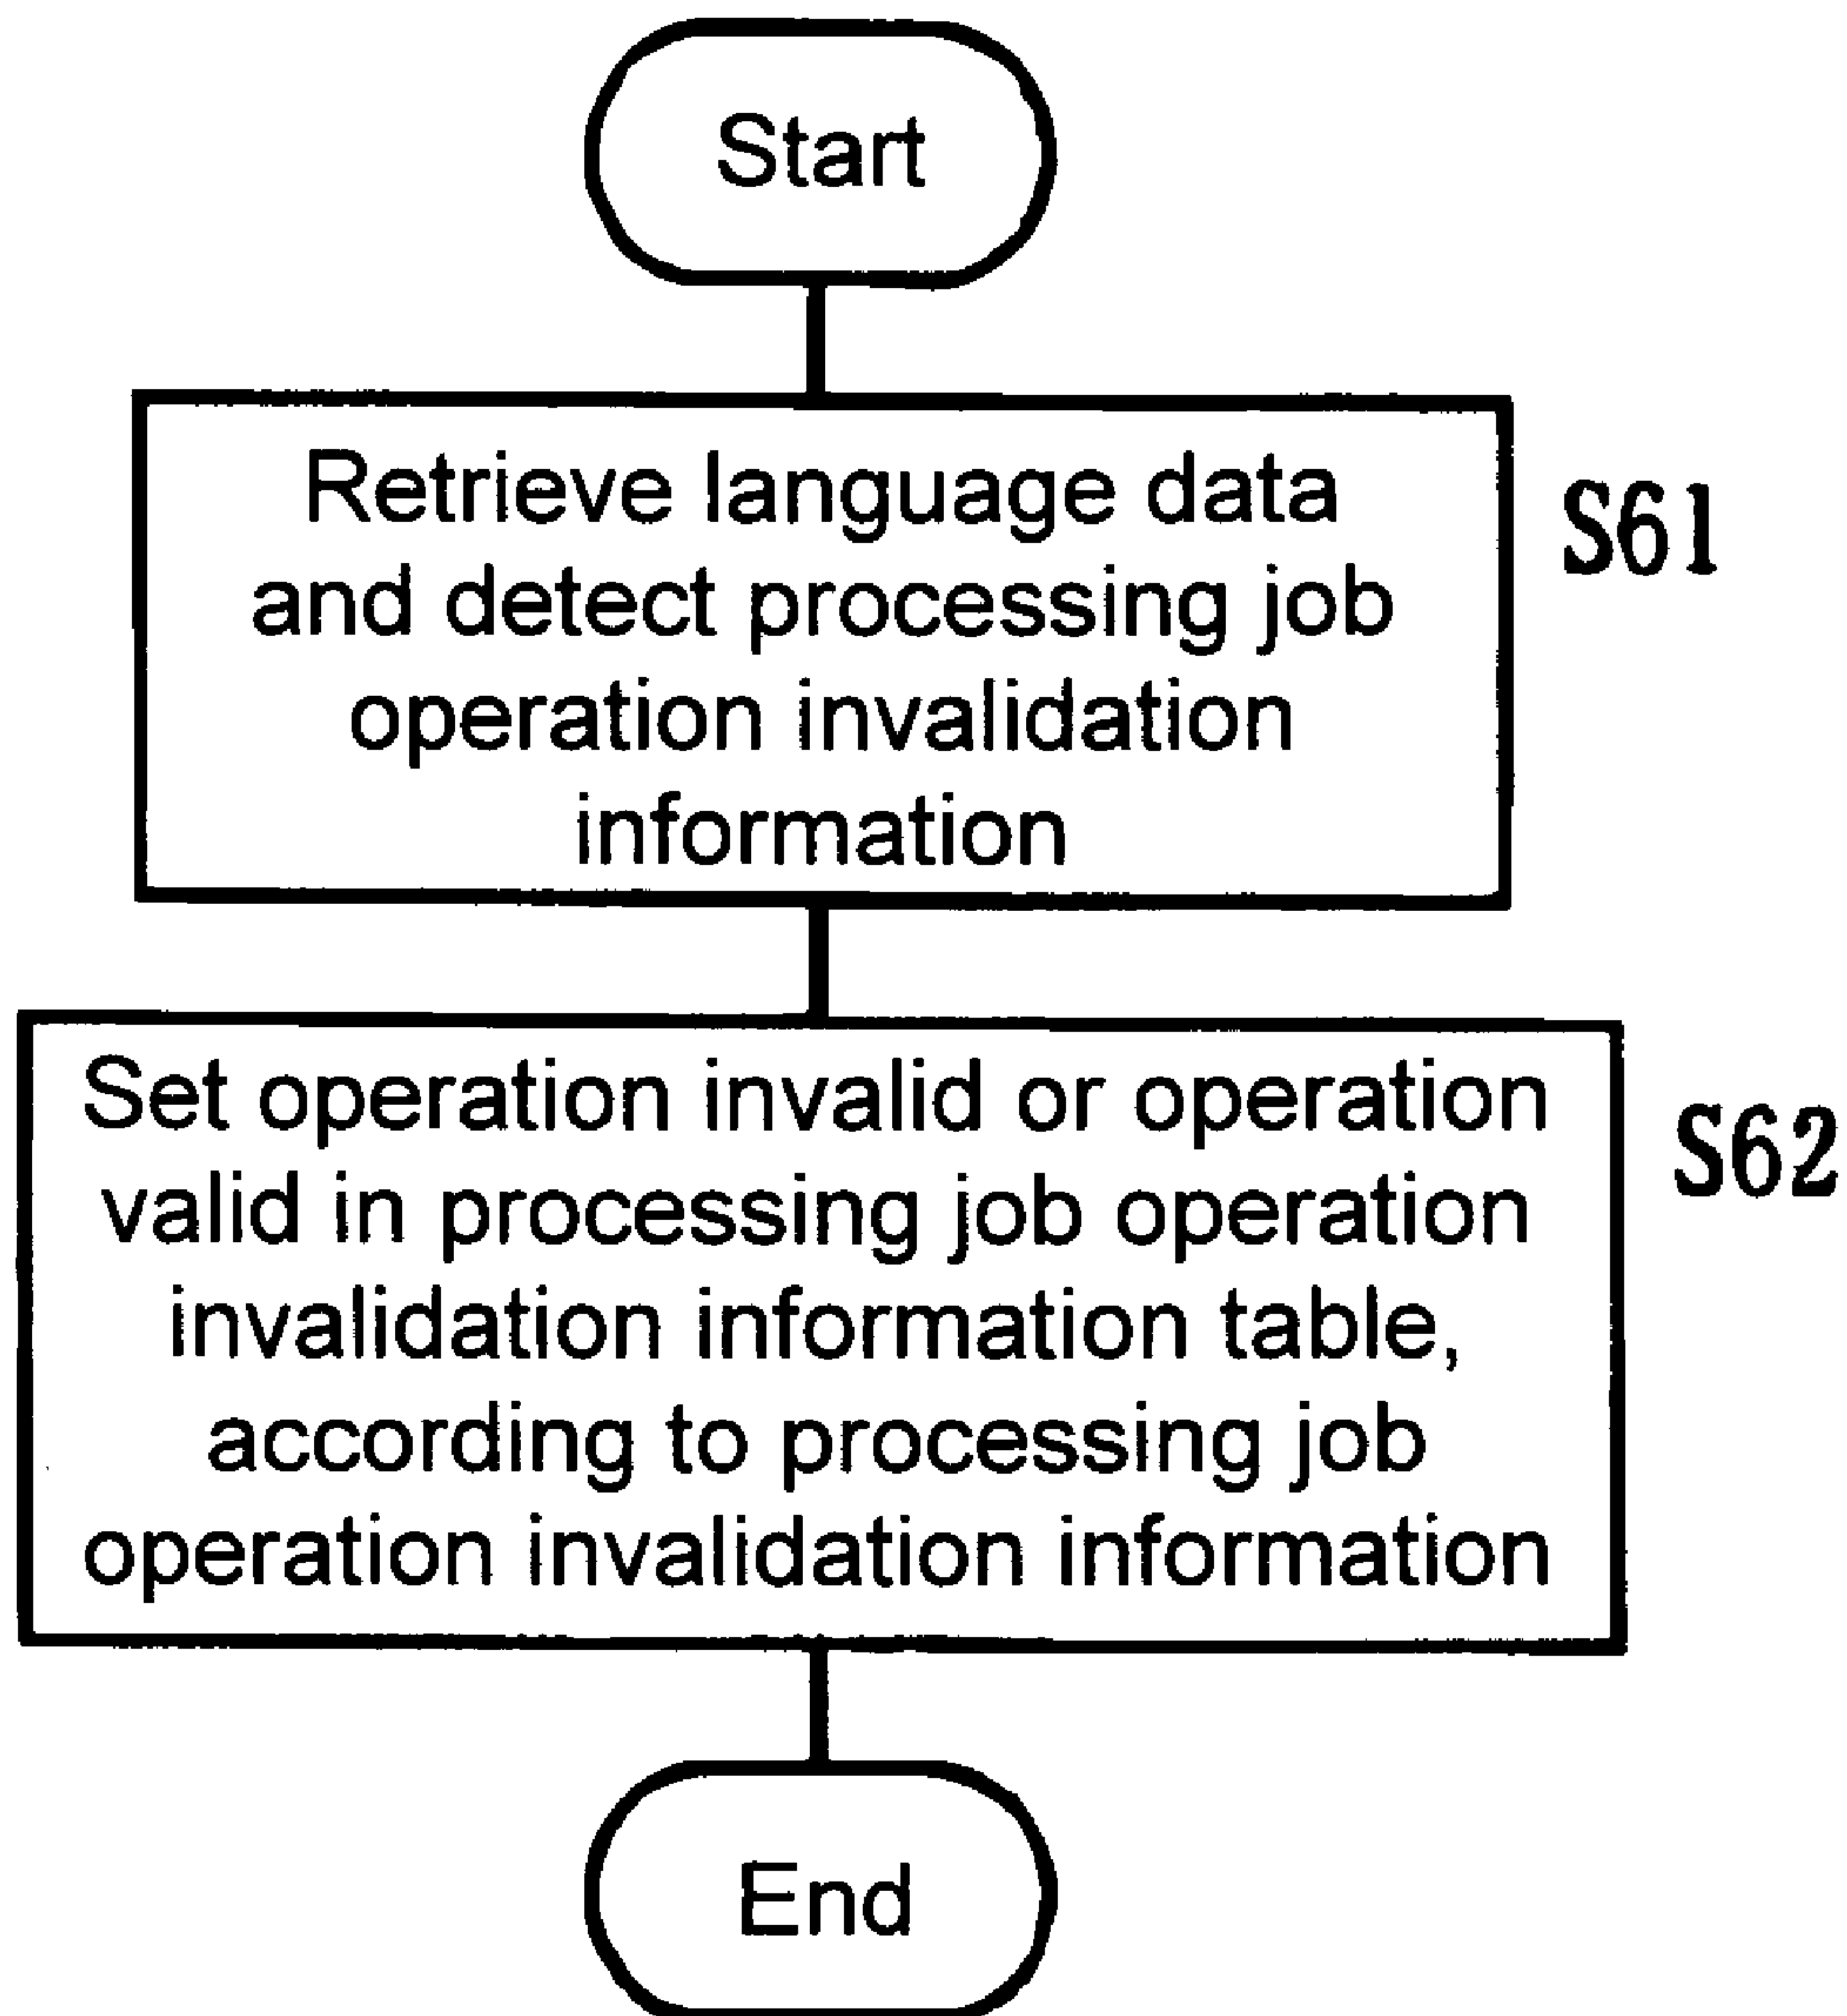 Start
Retrieve language data
and detect processing job
operation invalidation
information
S61
Set operation invalid or operation
valid in processing job operation
invalidation information table,
according to processing job
operation invalidation information
S62
End